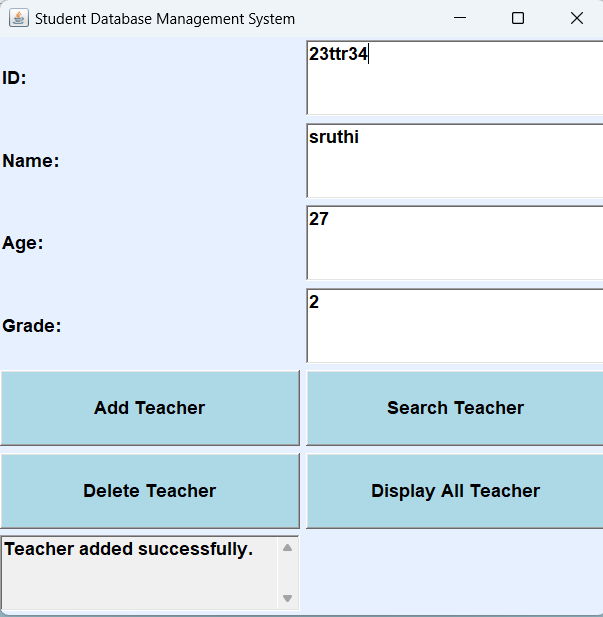 Student Database Management System
ID:
23ttr34
Name:
sruthi
Age:
27
Grade:
2
Add Teacher
Search Teacher
Delete Teacher
Display All Teacher
Teacher added successfully.